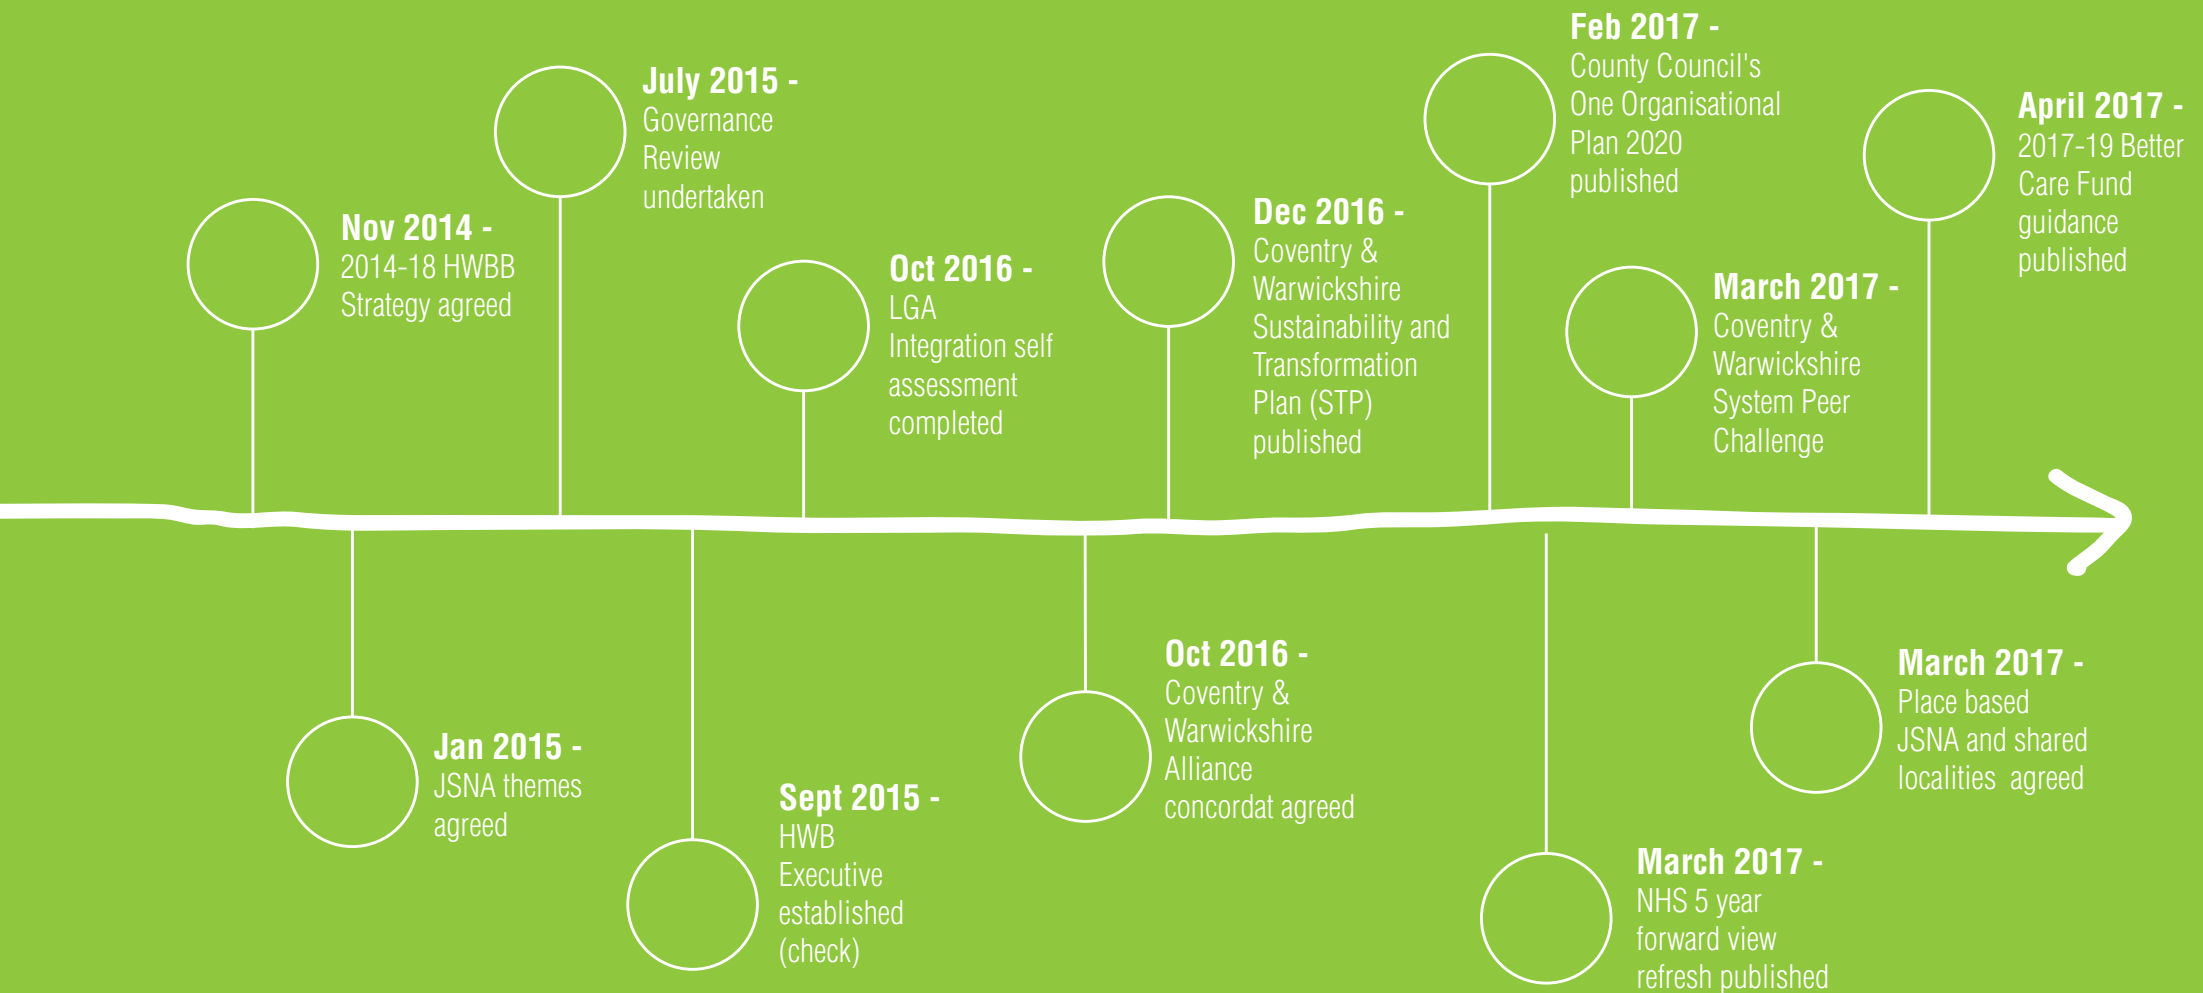 Nov 2014 -
2014-18 HWBB
Strategy agreed
Jan 2015 -
JSNA themes
agreed
July 2015 -
Governance
Review
undertaken
Sept 2015 -
HWB
Executive
established
(check)
Oct 2016 -
LGA
Integration self
assessment
completed
Oct 2016 -
Coventry &
Warwickshire
Alliance
concordat agreed
Dec 2016 -
Coventry &
Warwickshire
Sustainability and
Transformation
Plan (STP)
published
Feb 2017 -
County Council's
One Organisational
Plan 2020
published
March 2017 -
NHS 5 year
forward view
refresh published
March 2017 -
Coventry &
Warwickshire
System Peer
Challenge
March 2017 -
Place based
JSNA and shared
localities  agreed
April 2017 -
2017-19 Better
Care Fund
guidance
published